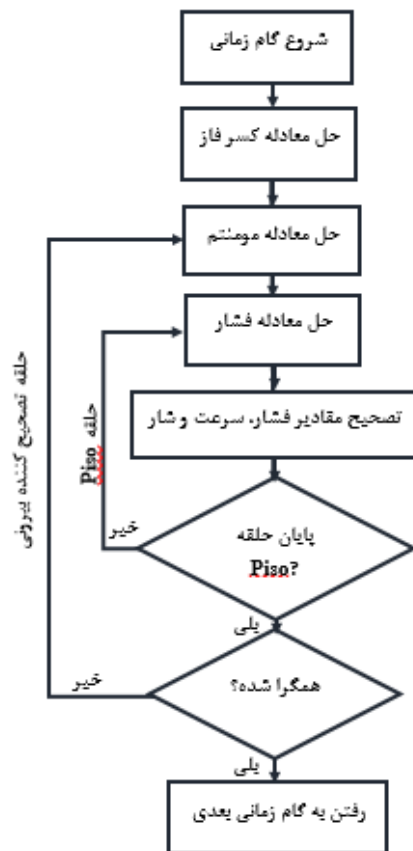 شروع گام زمانی
حل معادله کسر فاز
حل معادله مومنتم
حل معادله فشار
تصحیح مقادیر فشار، سرعت و شار
حلقه Piso
حلقه تصحیح کننده بیرونی
پایان حلقه
Piso?
خیر
بلی
همگرا شده؟
خیر
بلی
رفتن به گام زمانی بعدی